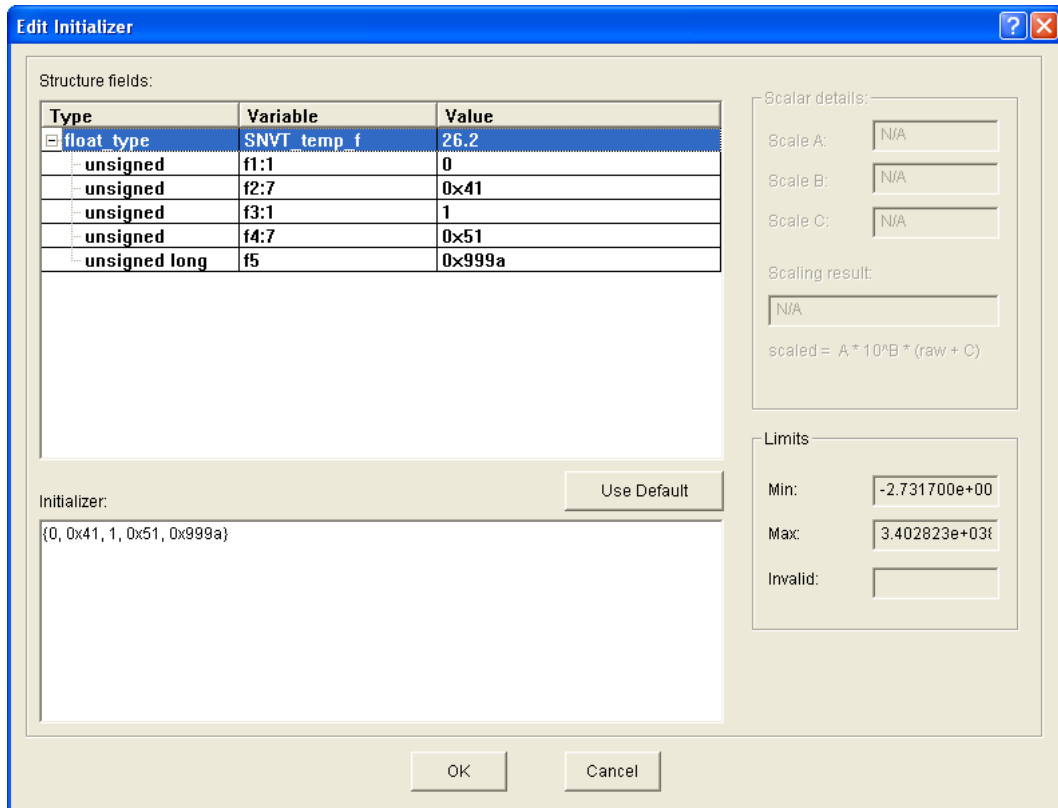 Edit Initializer
Structure fields:
Type Variable Value
float_type SNVT_temp_f 26.2
unsigned f1:1 0
unsigned f2:7 0x41
unsigned f3:1 1
unsigned f4:7 0x51
unsigned long f5 0x999a
Use Default
Initializer:
{0, 0x41, 1, 0x51, 0x999a}
Scalar details:
Scale A: N/A
Scale B: N/A
Scale C: N/A
Scaling result:
N/A
scaled = A * 10^B * (raw + C)
Limits
Min: -2.731700e+00
Max: 3.402823e+038
Invalid:
OK Cancel